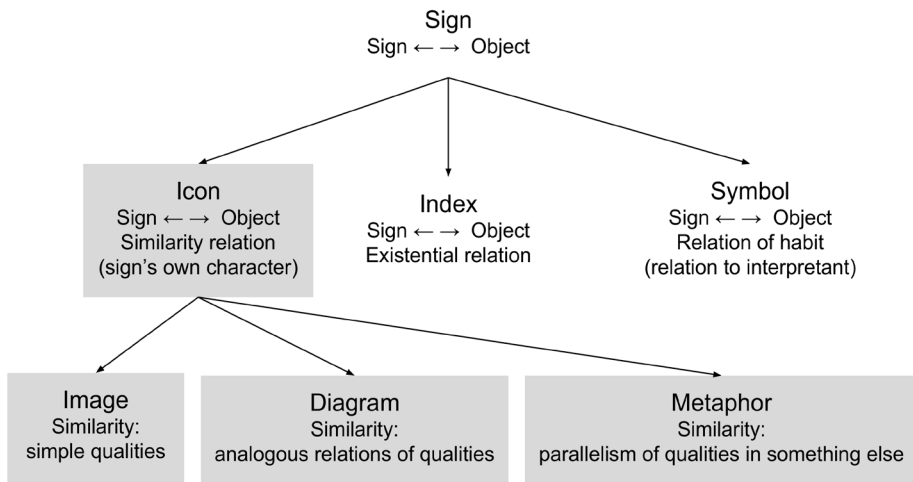 Sign
Sign ← → Object
Icon
Sign ← → Object
Similarity relation
(sign's own character)
Index
Sign ← → Object
Existential relation
Symbol
Sign ← → Object
Relation of habit
(relation to interpretant)
Image
Similarity:
simple qualities
Diagram
Similarity:
analogous relations of qualities
Metaphor
Similarity:
parallelism of qualities in something else